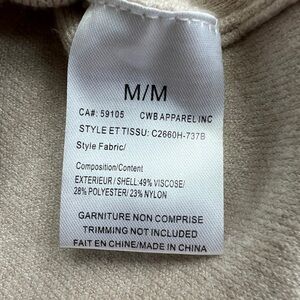 M/M
CA#: 59105 CWB APPAREL INC
STYLE ET TISSU: C2660H-737B
Style Fabric/
Composition/Content
EXTERIEUR/SHELL:49% VISCOSE/
28% POLYESTER/23% NYLON
GARNITURE NON COMPRISE
TRIMMING NOT INCLUDED
FAIT EN CHINE/MADE IN CHINA